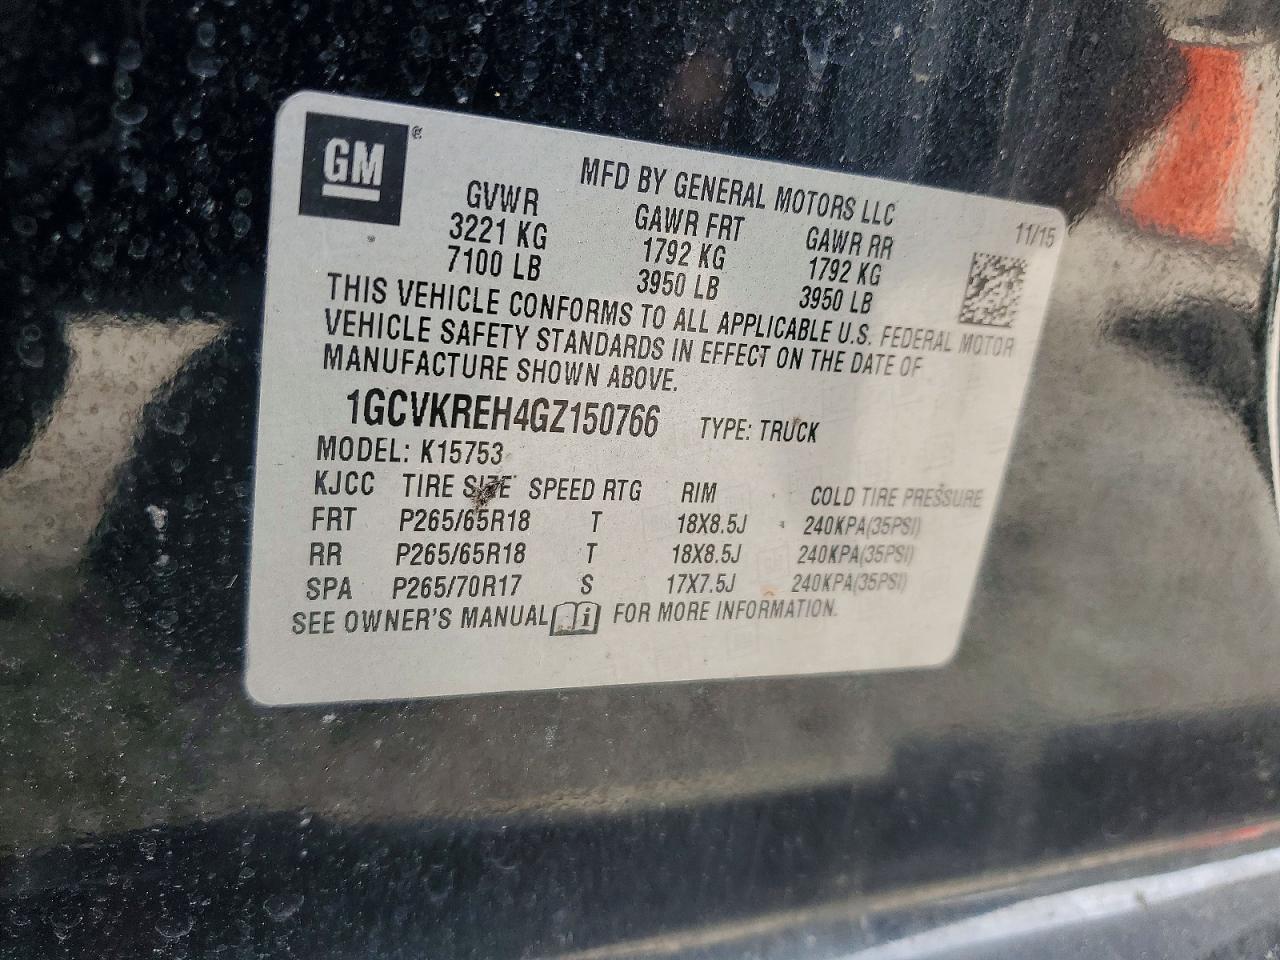 GM
MFD BY GENERAL MOTORS LLC
11/15
GVWR GAWR FRT GAWR RR
3221 KG 1792 KG 1792 KG
7100 LB 3950 LB 3950 LB
THIS VEHICLE CONFORMS TO ALL APPLICABLE U.S. FEDERAL MOTOR
VEHICLE SAFETY STANDARDS IN EFFECT ON THE DATE OF
MANUFACTURE SHOWN ABOVE.
1GCVKREH4GZ150766 TYPE: TRUCK
MODEL: K15753
KJCC TIRE SIZE SPEED RTG RIM COLD TIRE PRESSURE
FRT P265/65R18 T 18X8.5J 240KPA(35PSI)
RR P265/65R18 T 18X8.5J 240KPA(35PSI)
SPA P265/70R17 S 17X7.5J 240KPA(35PSI)
SEE OWNER'S MANUAL i FOR MORE INFORMATION.